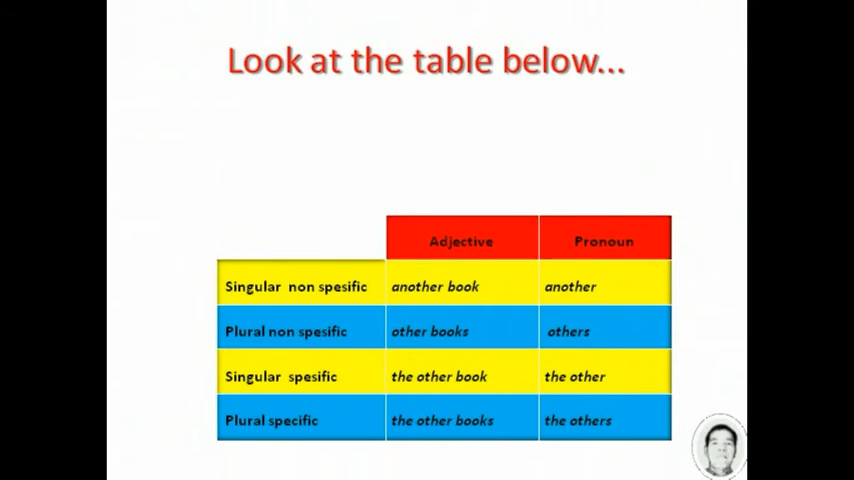 Look at the table below...
Adjective Pronoun
Singular non spesific another book another
Plural non spesific other books others
Singular spesific the other book the other
Plural specific the other books the others